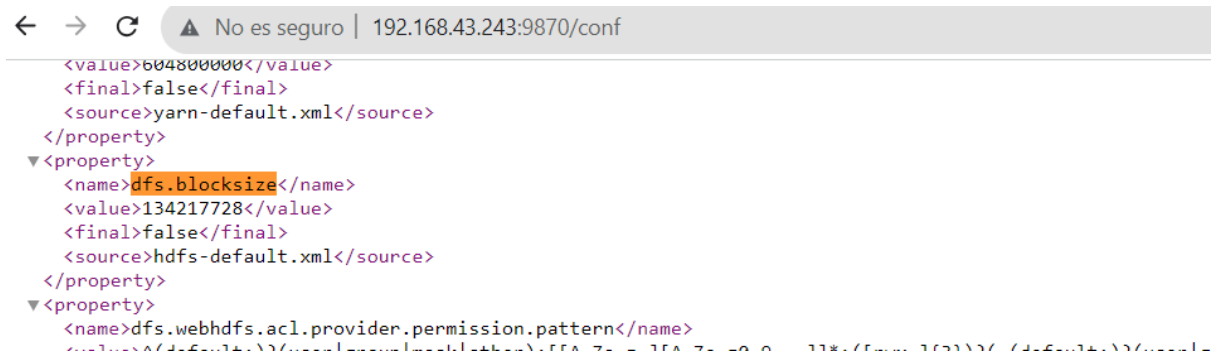 No es seguro | 192.168.43.243:9870/conf
<value>604800000</value>
<final>false</final>
<source>yarn-default.xml</source>
</property>
▼<property>
<name>dfs.blocksize</name>
<value>134217728</value>
<final>false</final>
<source>hdfs-default.xml</source>
</property>
▼<property>
<name>dfs.webhdfs.acl.provider.permission.pattern</name>